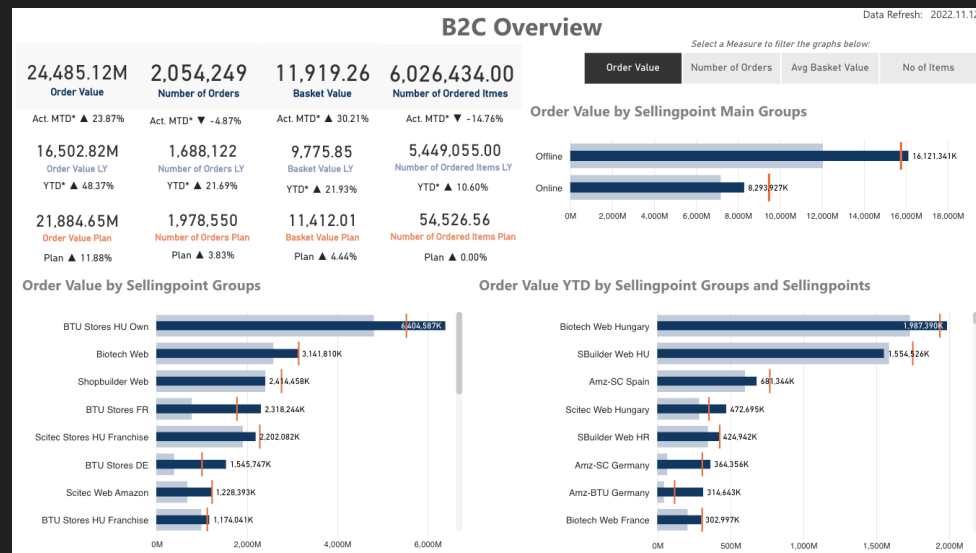 B2C Overview
Data Refresh: 2022.11.12
Select a Measure to filter the graphs below:
Order Value
Number of Orders
Avg Basket Value
No of Items
24,485.12M
Order Value
Act. MTD* ▲ 23.87%
2,054,249
Number of Orders
Act. MTD* ▼ -4.87%
11,919.26
Basket Value
Act. MTD* ▲ 30.21%
6,026,434.00
Number of Ordered Itmes
Act. MTD* ▼ -14.76%
16,502.82M
Order Value LY
YTD* ▲ 48.37%
1,688,122
Number of Orders LY
YTD* ▲ 21.69%
9,775.85
Basket Value LY
YTD* ▲ 21.93%
5,449,055.00
Number of Ordered Items LY
YTD* ▲ 10.60%
21,884.65M
Order Value Plan
Plan ▲ 11.88%
1,978,550
Number of Orders Plan
Plan ▲ 3.83%
11,412.01
Basket Value Plan
Plan ▲ 4.44%
54,526.56
Number of Ordered Items Plan
Plan ▲ 0.00%
Order Value by Sellingpoint Main Groups
Offline 16,121,341K
Online 8,293,927K
0M 2,000M 4,000M 6,000M 8,000M 10,000M 12,000M 14,000M 16,000M 18,000M
Order Value by Sellingpoint Groups
BTU Stores HU Own 6,404,587K
Biotech Web 3,141,810K
Shopbuilder Web 2,414,458K
BTU Stores FR 2,318,244K
Scitec Stores HU Franchise 2,202,082K
BTU Stores DE 1,545,747K
Scitec Web Amazon 1,228,393K
BTU Stores HU Franchise 1,174,041K
0M 2,000M 4,000M 6,000M
Order Value YTD by Sellingpoint Groups and Sellingpoints
Biotech Web Hungary 1,987,390K
SBuilder Web HU 1,554,526K
Amz-SC Spain 681,344K
Scitec Web Hungary 472,695K
SBuilder Web HR 424,942K
Amz-SC Germany 364,356K
Amz-BTU Germany 314,643K
Biotech Web France 302,997K
0M 500M 1,000M 1,500M 2,000M